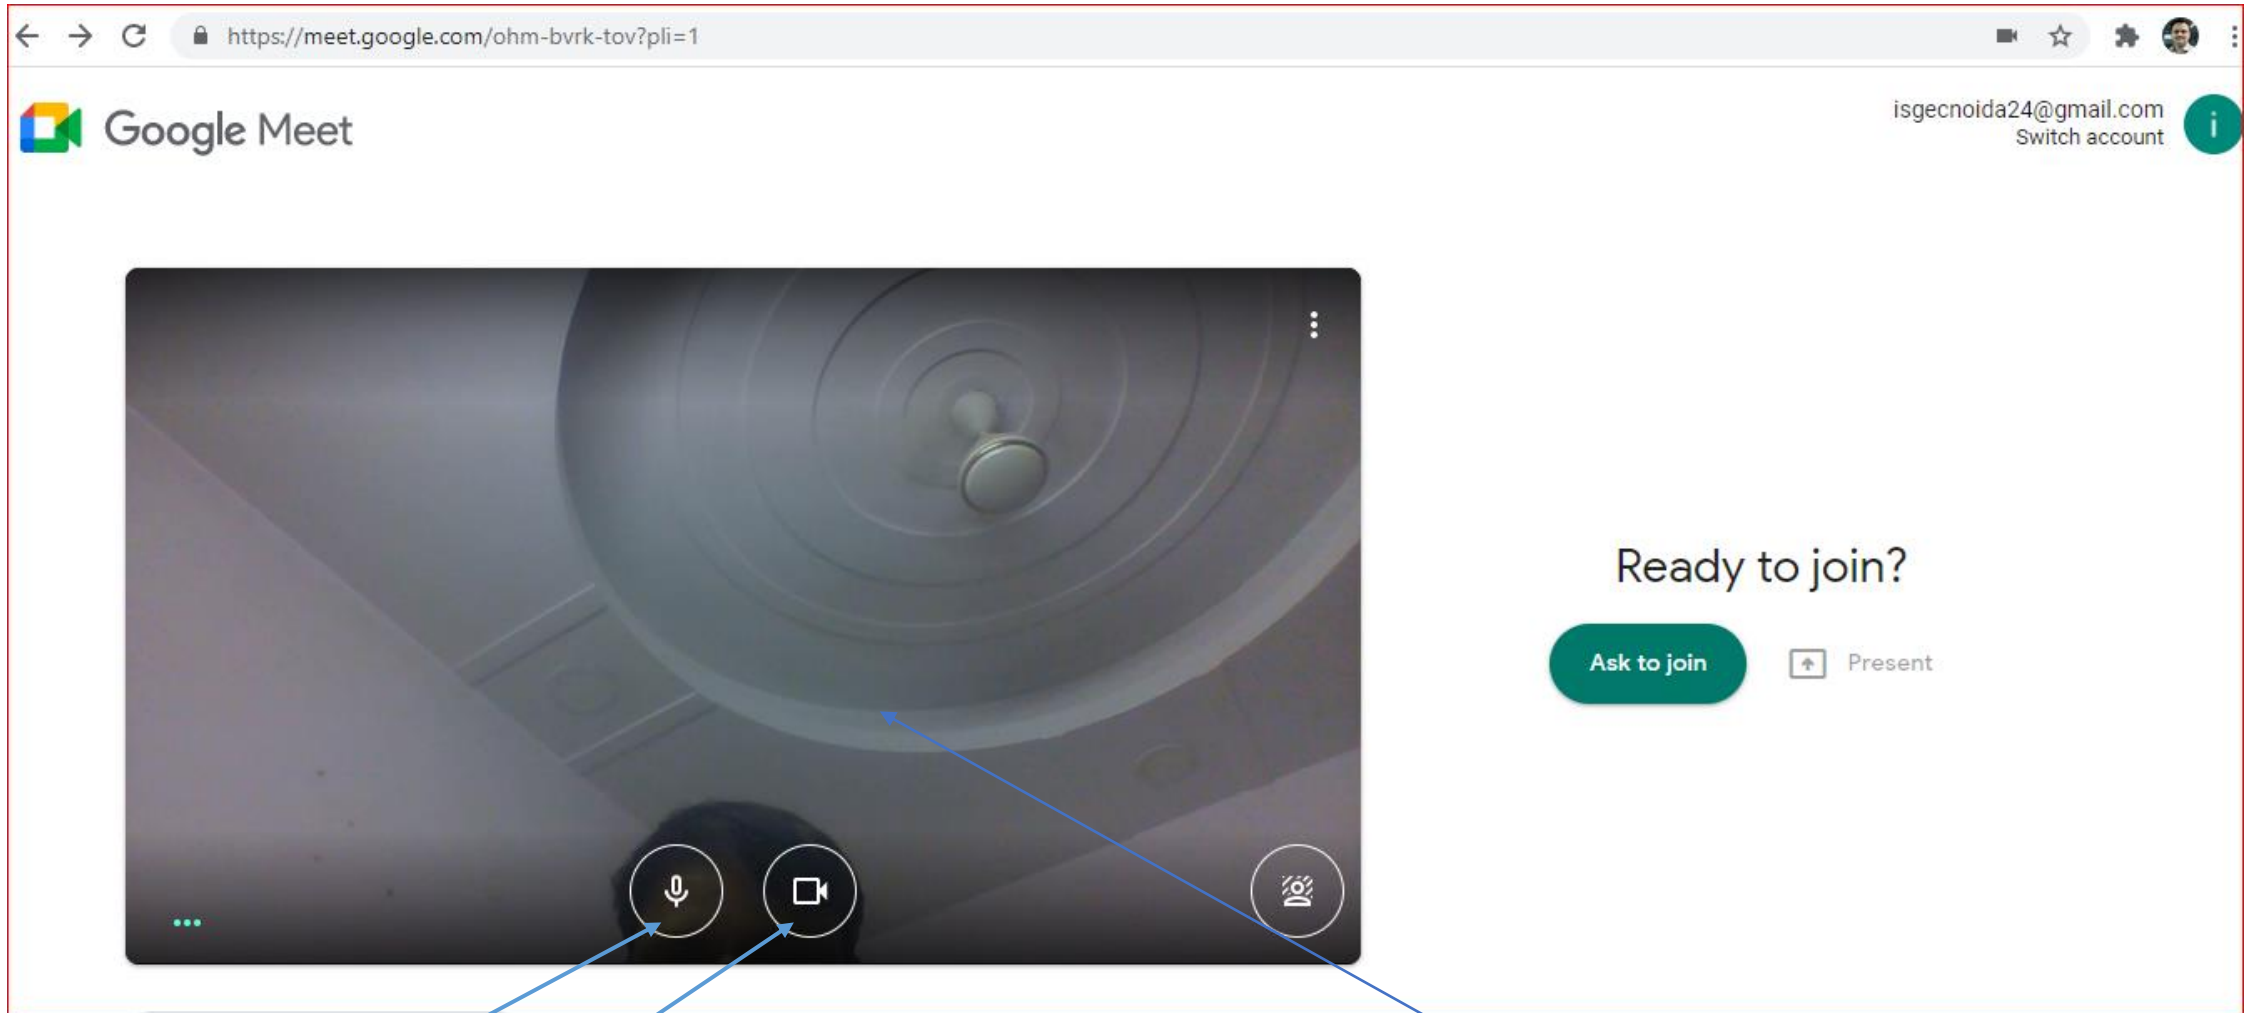 https://meet.google.com/ohm-bvrk-tov?pli=1
Google Meet
isgecnoida24@gmail.com
Switch account
i
Ready to join?
Ask to join
Present